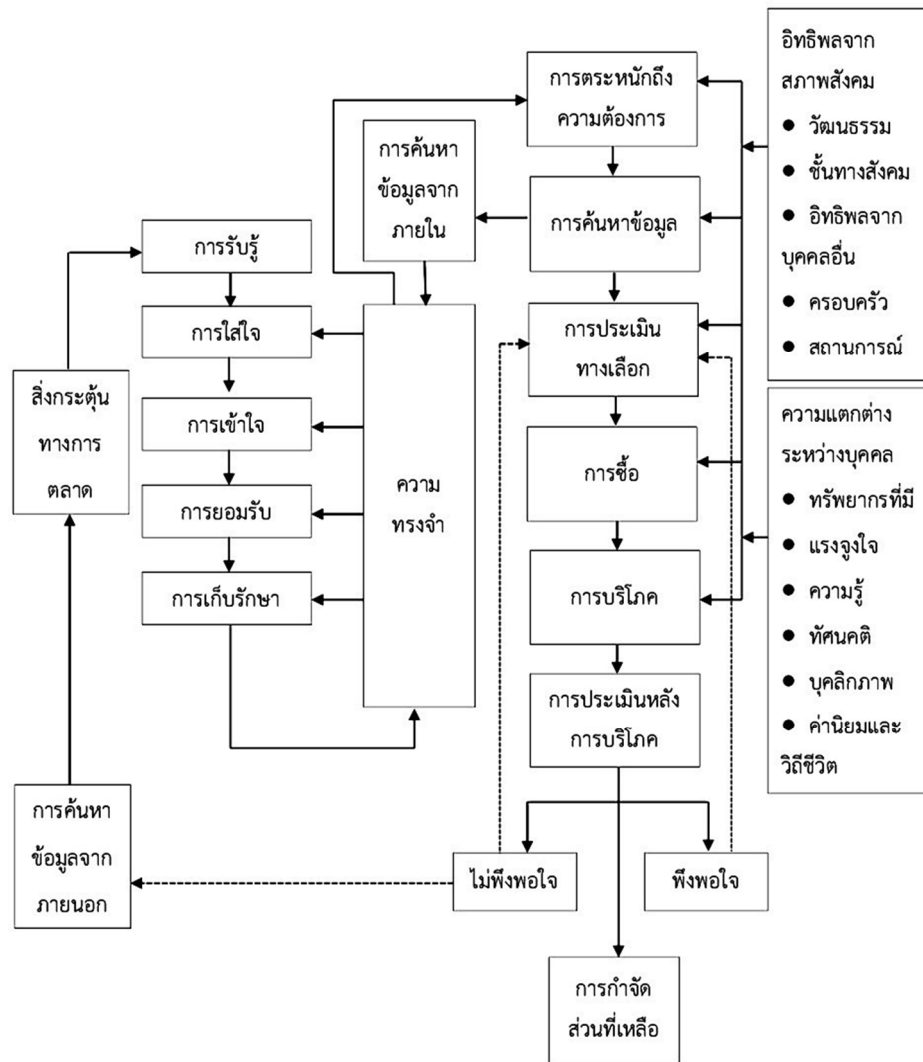 การตระหนักถึง
ความต้องการ
การค้นหา
ข้อมูลจาก
ภายใน
การค้นหาข้อมูล
การรับรู้
การใส่ใจ
การเข้าใจ
การยอมรับ
การเก็บรักษา
สิ่งกระตุ้น
ทางการ
ตลาด
ความ
ทรงจำ
การประเมิน
ทางเลือก
การซื้อ
การบริโภค
การประเมินหลัง
การบริโภค
การค้นหา
ข้อมูลจาก
ภายนอก
ไม่พึงพอใจ
พึงพอใจ
การกำจัด
ส่วนที่เหลือ
อิทธิพลจาก
สภาพสังคม
● วัฒนธรรม
● ชั้นทางสังคม
● อิทธิพลจาก
บุคคลอื่น
● ครอบครัว
● สถานการณ์
ความแตกต่าง
ระหว่างบุคคล
● ทรัพยากรที่มี
● แรงจูงใจ
● ความรู้
● ทัศนคติ
● บุคลิกภาพ
● ค่านิยมและ
วิถีชีวิต